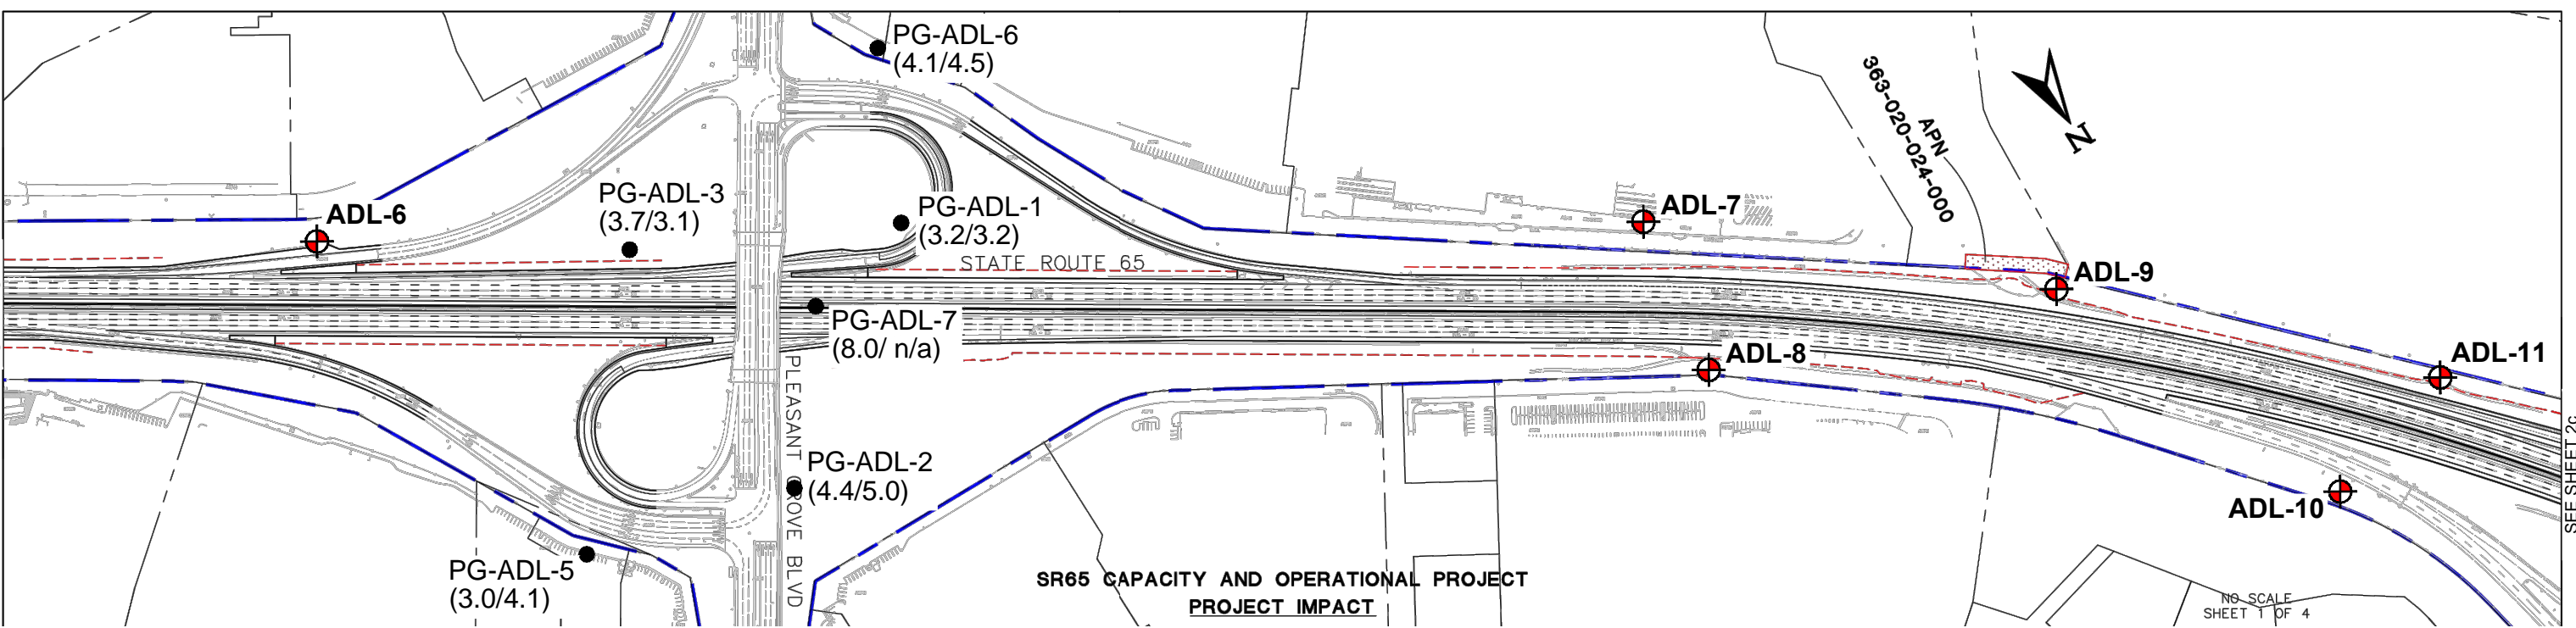 PG-ADL-6
(4.1/4.5)
APN
363-020-024-000
N
PG-ADL-3
(3.7/3.1)
ADL-6
PG-ADL-1
(3.2/3.2)
ADL-7
STATE ROUTE 65
ADL-9
PG-ADL-7
(8.0/ n/a)
ADL-8
ADL-11
PLEASANT GROVE BLVD
PG-ADL-2
(4.4/5.0)
ADL-10
SEE SHEET 2c
PG-ADL-5
(3.0/4.1)
SR65 CAPACITY AND OPERATIONAL PROJECT
PROJECT IMPACT
NO SCALE
SHEET 1 OF 4